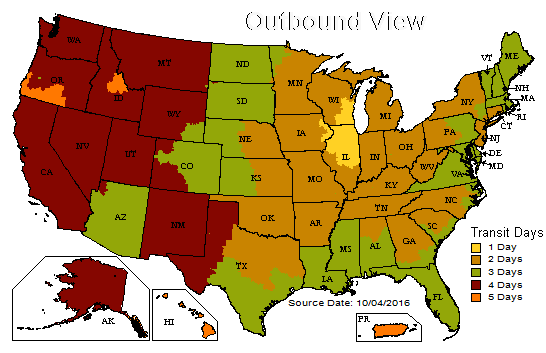 Outbound View
WA
MT
ND
MN
VT
ME
OR
ID
WY
SD
WI
MI
NY
NH
MA
RI
CT
NJ
DE
MD
NV
UT
CO
NE
IA
IL
IN
OH
PA
WV
VA
CA
KS
MO
KY
AZ
NM
OK
AR
TN
NC
SC
TX
LA
MS
AL
GA
FL
AK
HI
PR
Transit Days
1 Day
2 Days
3 Days
4 Days
5 Days
Source Date: 10/04/2016